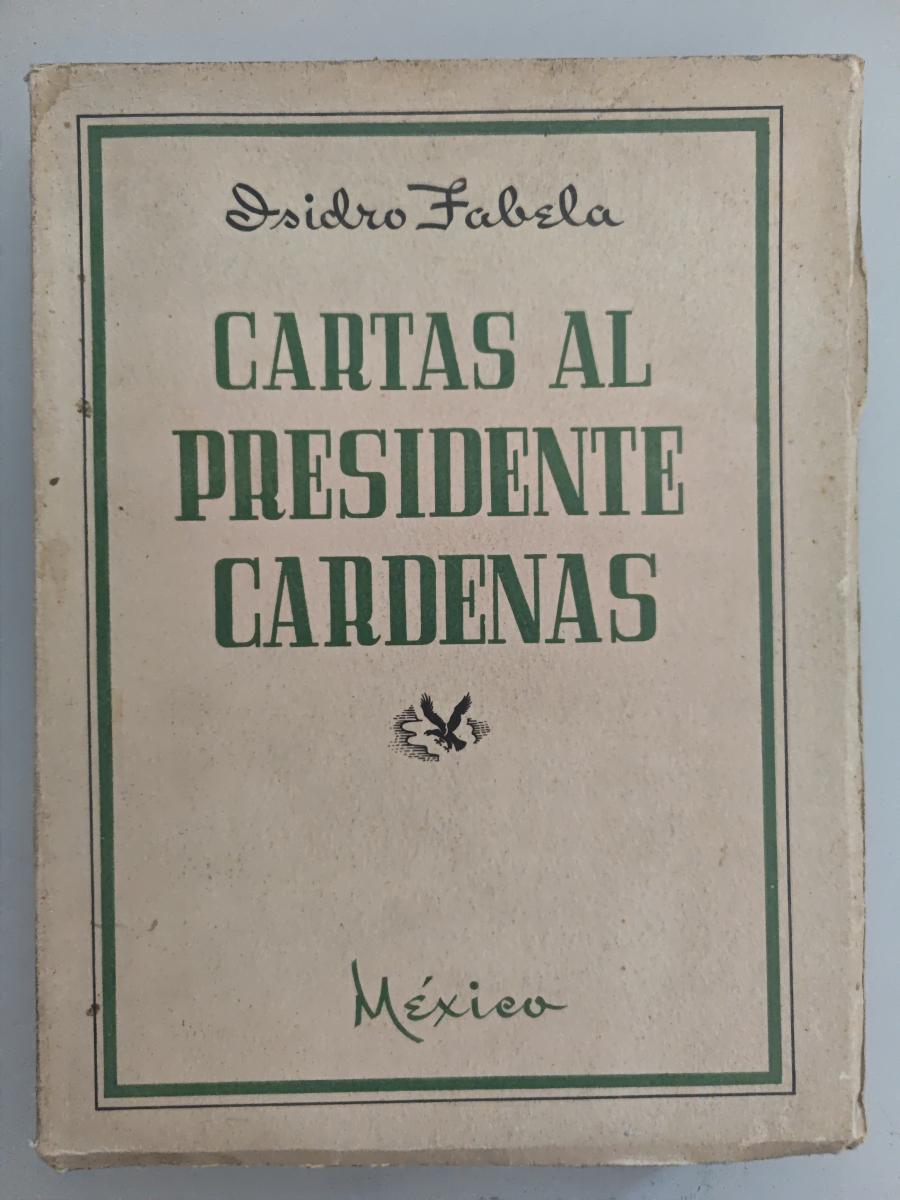 Isidro Fabela
CARTAS AL
PRESIDENTE
CARDENAS
México